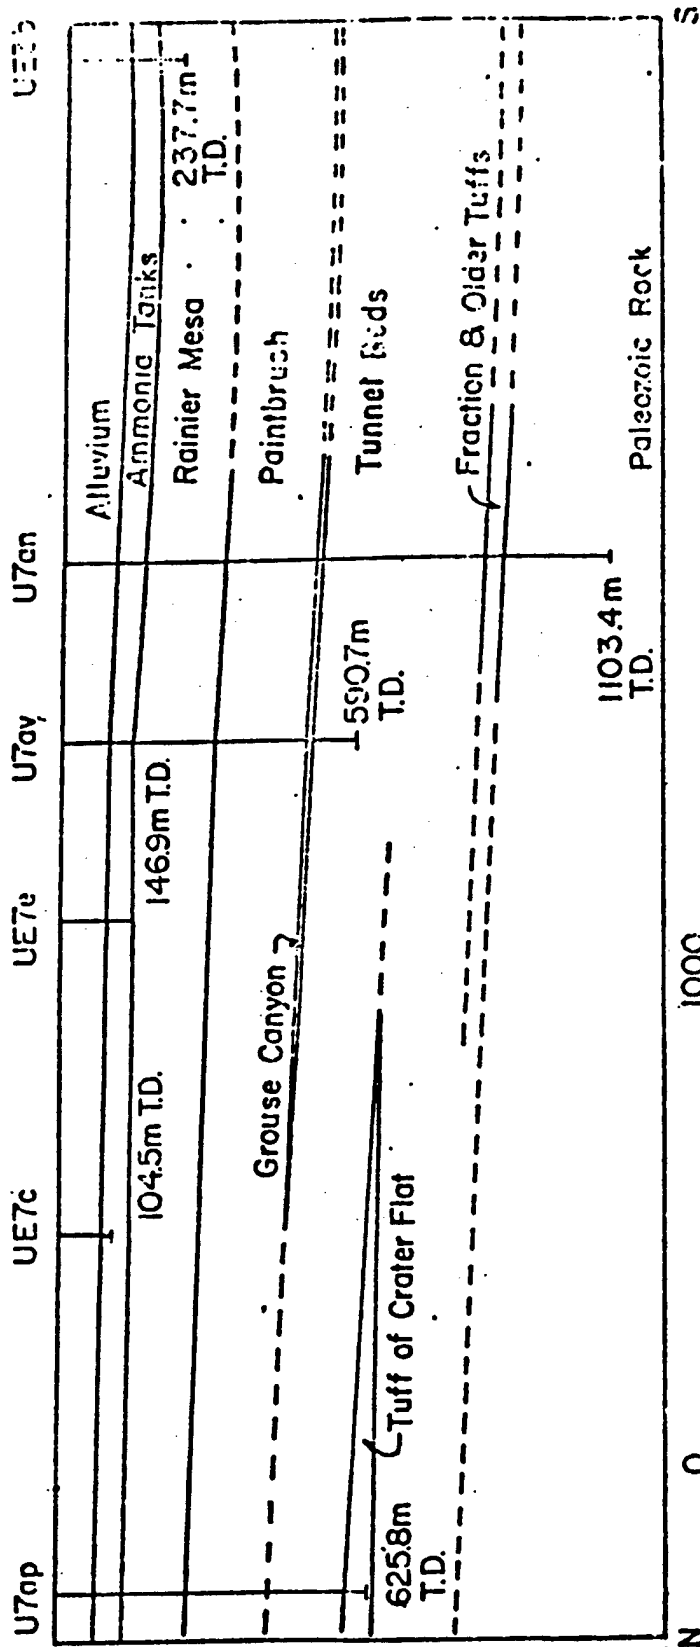 U7ap
UE7c
UE7e
U7ay
U7an
Alluvium
Ammonia Tanks
Rainier Mesa
237.7m
T.D.
104.5m T.D.
146.9m T.D.
Paintbrush
Grouse Canyon
590.7m
T.D.
Tunnel Beds
Tuff of Crater Flat
625.8m
T.D.
Fraction & Older Tuffs
1103.4m
T.D.
Paleozoic Rock
N
0
1000
S